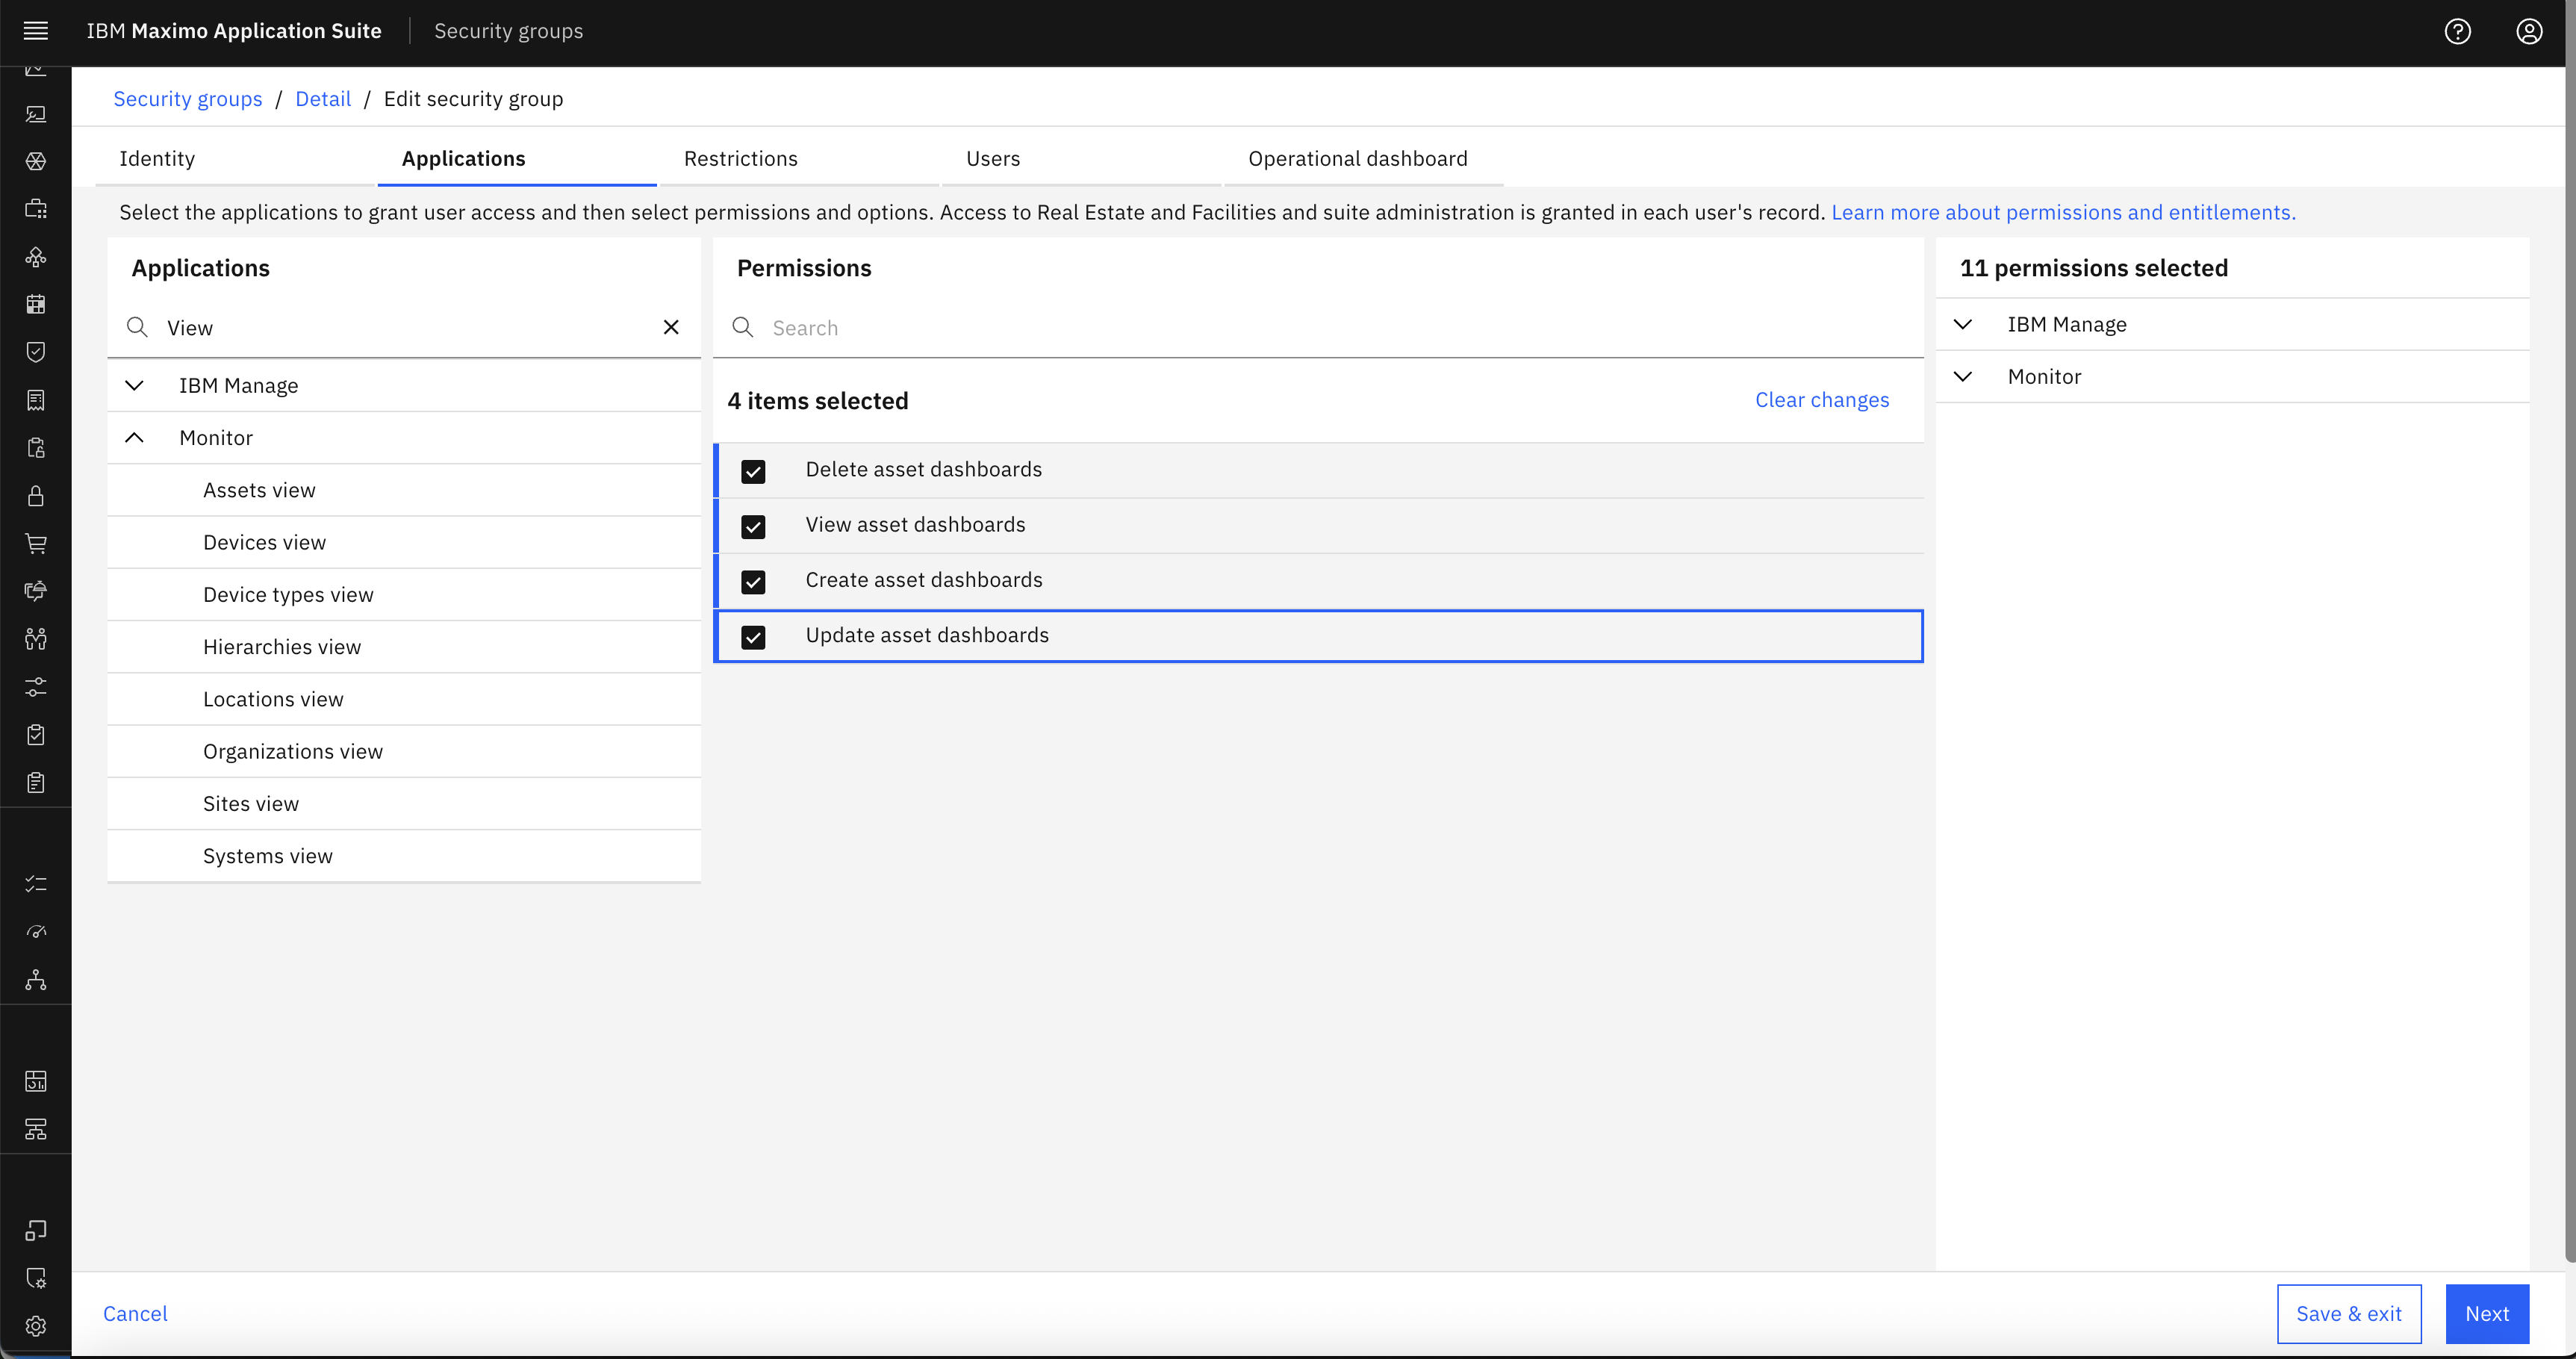 IBM Maximo Application Suite
Security groups
Security groups / Detail / Edit security group
Identity
Applications
Restrictions
Users
Operational dashboard
Select the applications to grant user access and then select permissions and options. Access to Real Estate and Facilities and suite administration is granted in each user's record. Learn more about permissions and entitlements.
Applications
View
IBM Manage
Monitor
Assets view
Devices view
Device types view
Hierarchies view
Locations view
Organizations view
Sites view
Systems view
Permissions
Search
4 items selected
Clear changes
Delete asset dashboards
View asset dashboards
Create asset dashboards
Update asset dashboards
11 permissions selected
IBM Manage
Monitor
Cancel
Save & exit
Next